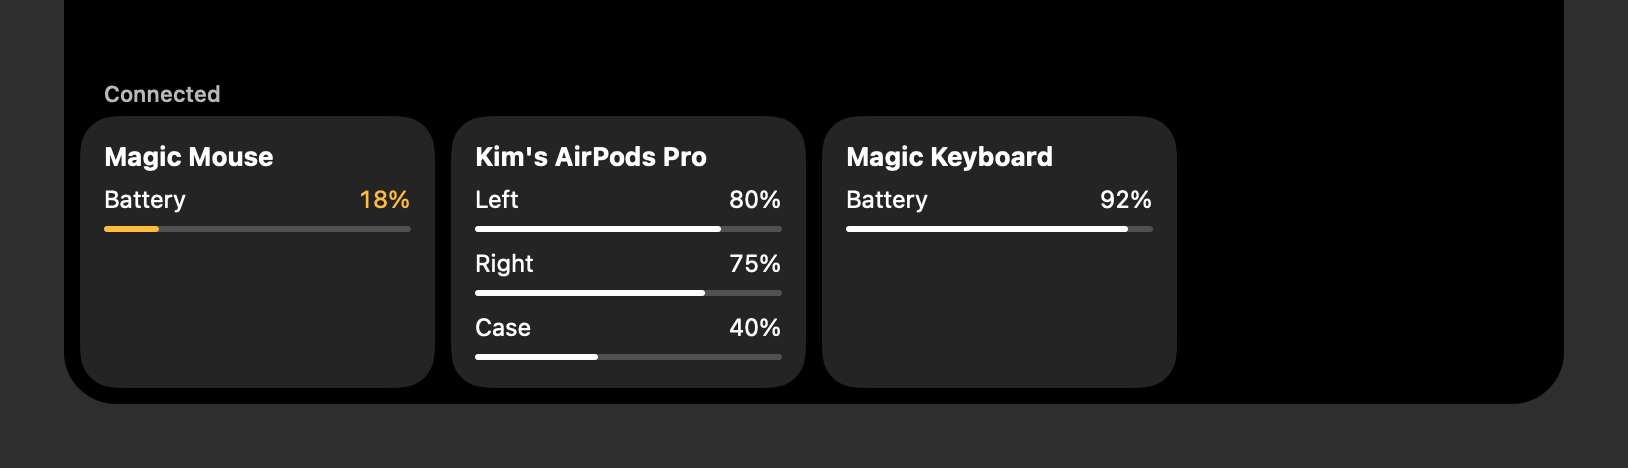 Connected
Magic Mouse
Battery 18%
Kim's AirPods Pro
Left 80%
Right 75%
Case 40%
Magic Keyboard
Battery 92%